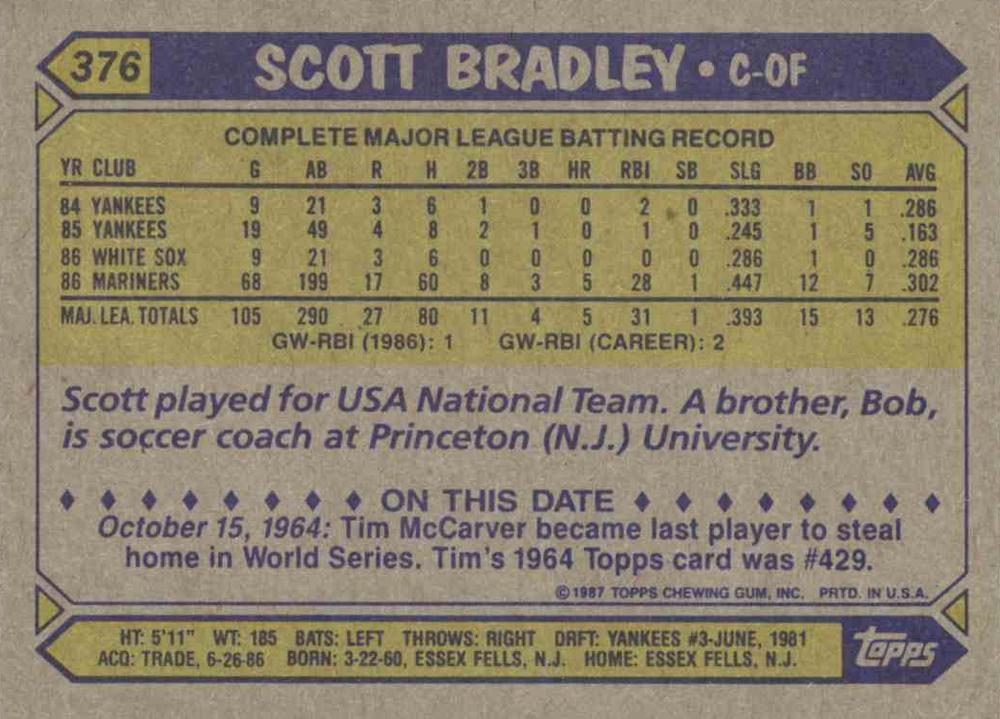 376 SCOTT BRADLEY • C-OF
COMPLETE MAJOR LEAGUE BATTING RECORD
YR CLUB G AB R H 2B 3B HR RBI SB SLG BB SO AVG
84 YANKEES 9 21 3 6 1 0 0 2 0 .333 1 1 .286
85 YANKEES 19 49 4 8 2 1 0 1 0 .245 1 5 .163
86 WHITE SOX 9 21 3 6 0 0 0 0 0 .286 1 0 .286
86 MARINERS 68 199 17 60 8 3 5 28 1 .447 12 7 .302
MAJ. LEA. TOTALS 105 290 27 80 11 4 5 31 1 .393 15 13 .276
GW-RBI (1986): 1 GW-RBI (CAREER): 2
Scott played for USA National Team. A brother, Bob,
is soccer coach at Princeton (N.J.) University.
♦ ♦ ♦ ♦ ♦ ♦ ♦ ♦ ON THIS DATE ♦ ♦ ♦ ♦ ♦ ♦ ♦ ♦
October 15, 1964: Tim McCarver became last player to steal
home in World Series. Tim's 1964 Topps card was #429.
©1987 TOPPS CHEWING GUM, INC. PRTD. IN U.S.A.
HT: 5'11" WT: 185 BATS: LEFT THROWS: RIGHT DRFT: YANKEES #3-JUNE, 1981
ACQ: TRADE, 6-26-86 BORN: 3-22-60, ESSEX FELLS, N.J. HOME: ESSEX FELLS, N.J.
topps